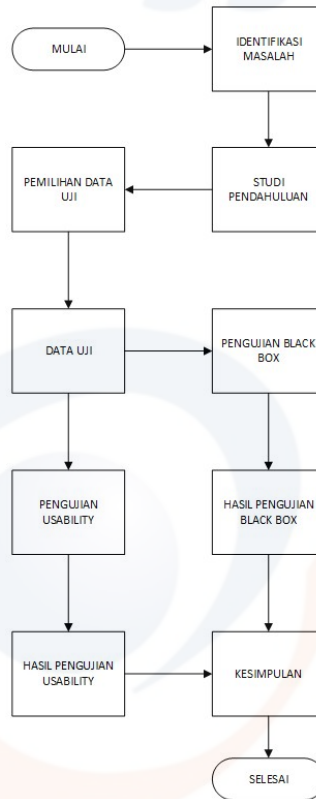 MULAI
IDENTIFIKASI
MASALAH
PEMILIHAN DATA
UJI
STUDI
PENDAHULUAN
DATA UJI
PENGUJIAN BLACK
BOX
PENGUJIAN
USABILITY
HASIL PENGUJIAN
BLACK BOX
HASIL PENGUJIAN
USABILITY
KESIMPULAN
SELESAI